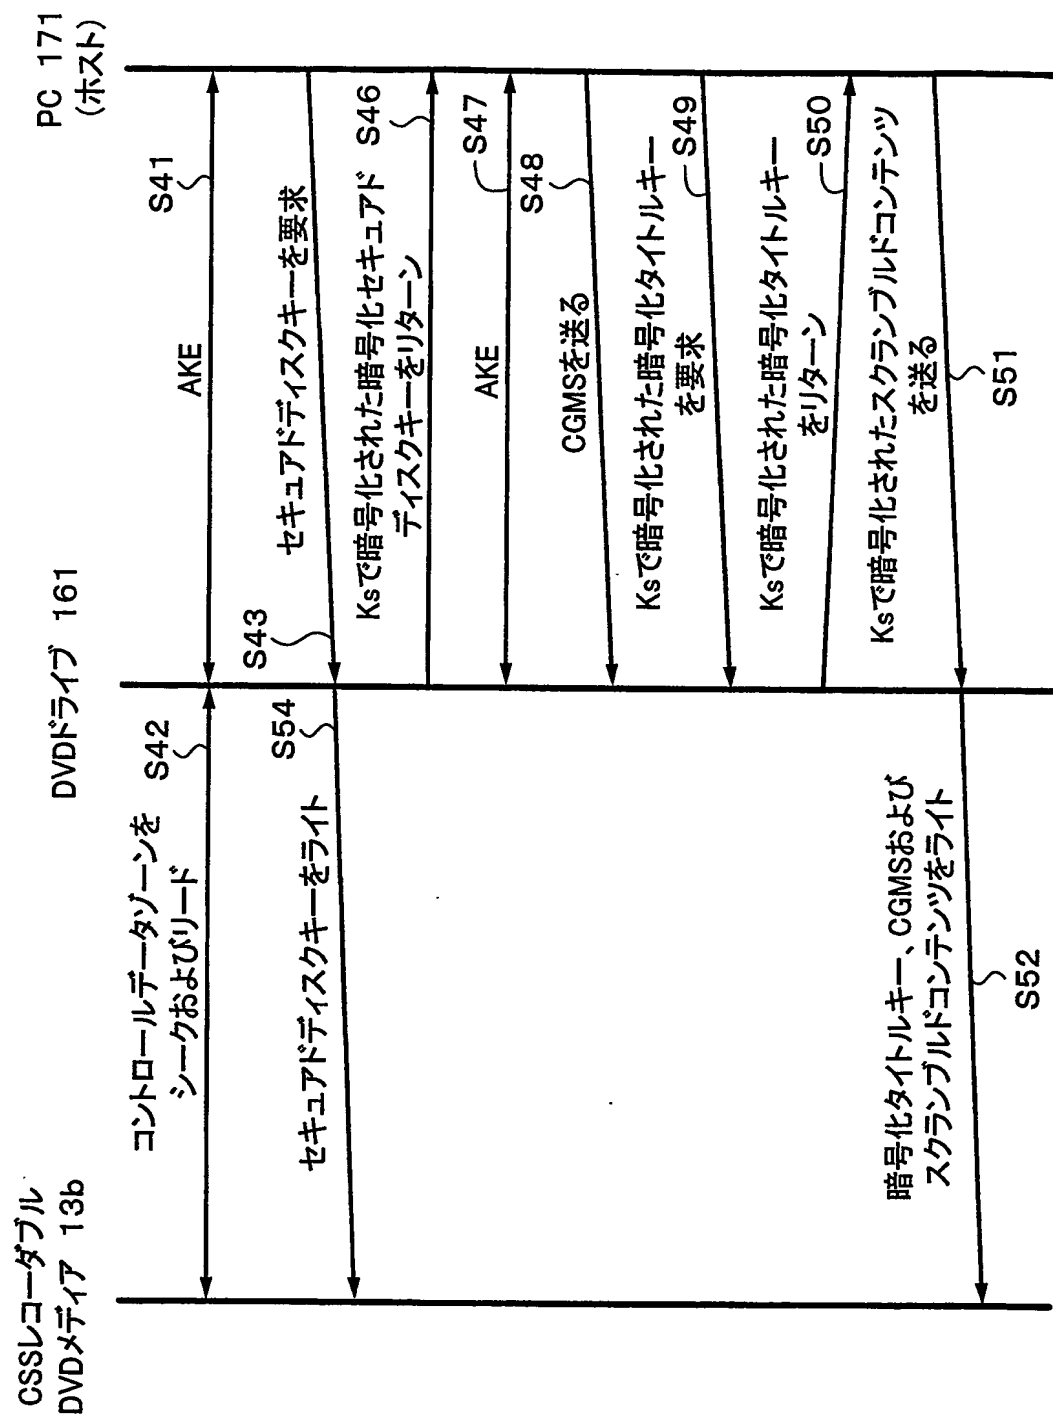 CSSレコーダブル
DVDメディア 13b
DVDドライブ 161
PC 171
(ホスト)
コントロールデータゾーンを
シークおよびリード
S42
AKE
S41
S43
セキュアドディスクキーを要求
セキュアドディスクキーをライト
S54
Ksで暗号化された暗号化セキュアド
ディスクキーをリターン
S46
AKE
S47
CGMSを送る
S48
Ksで暗号化された暗号化タイトルキー
を要求
S49
Ksで暗号化された暗号化タイトルキー
をリターン
S50
Ksで暗号化されたスクランブルドコンテンツ
を送る
S51
暗号化タイトルキー、CGMSおよび
スクランブルドコンテンツをライト
S52